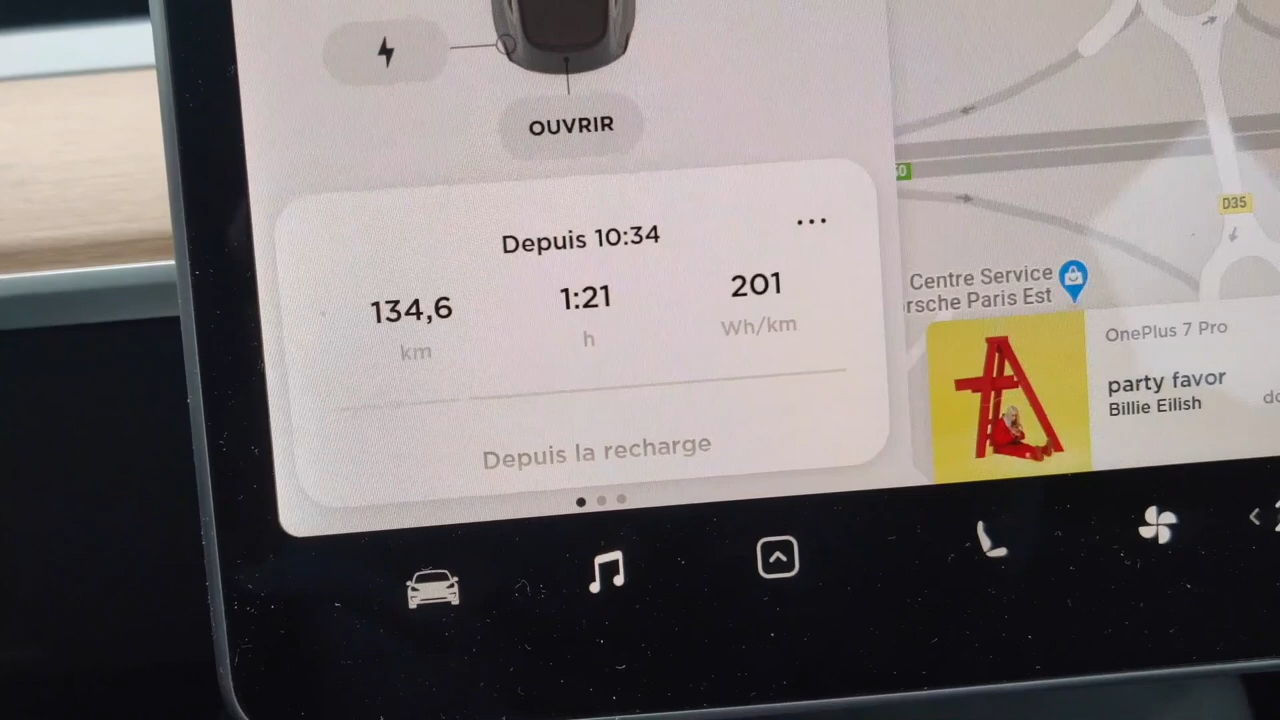 OUVRIR
Depuis 10:34
134,6
km
1:21
h
201
Wh/km
Depuis la recharge
D35
Centre Service
rsche Paris Est
OnePlus 7 Pro
party favor
Billie Eilish